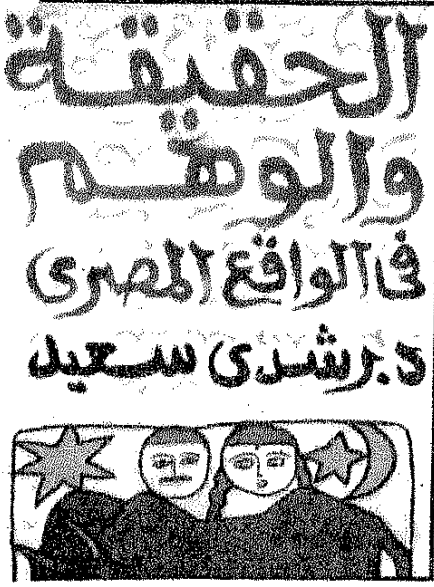 الحقيقة
والوهم
فى الواقع المصرى
د. رشدى سعيد